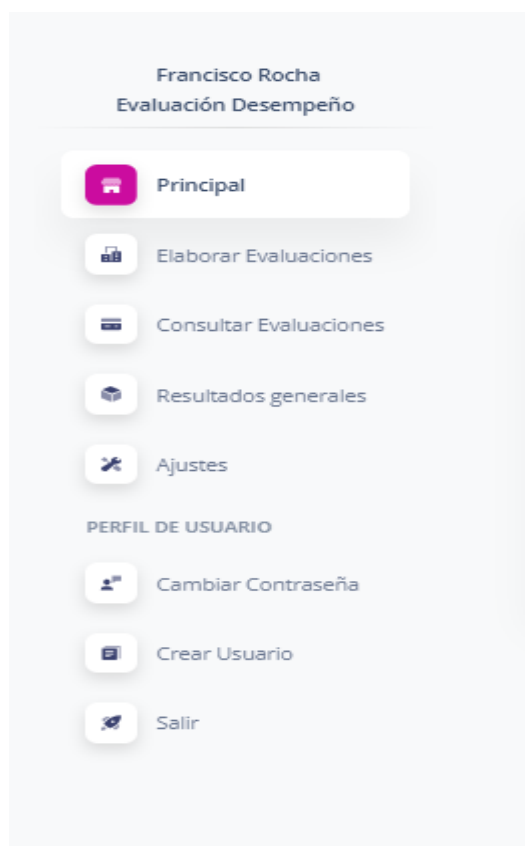 Francisco Rocha
Evaluación Desempeño
Principal
Elaborar Evaluaciones
Consultar Evaluaciones
Resultados generales
Ajustes
PERFIL DE USUARIO
Cambiar Contraseña
Crear Usuario
Salir